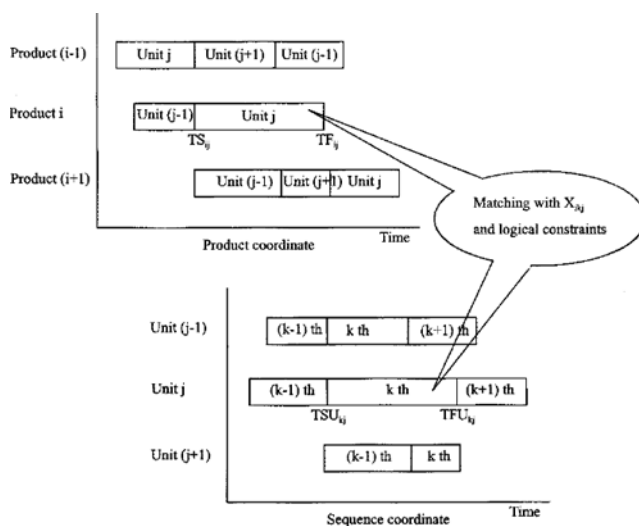 Product (i-1)
Unit j
Unit (j+1)
Unit (j-1)
Product i
Unit (j-1)
Unit j
TS_ij
TF_ij
Product (i+1)
Unit (j-1)
Unit (j+1)
Unit j
Product coordinate
Time
Matching with X_ikj
and logical constraints
Unit (j-1)
(k-1) th
k th
(k+1) th
Unit j
(k-1) th
k th
(k+1) th
TSU_kj
TFU_kj
Unit (j+1)
(k-1) th
k th
Time
Sequence coordinate